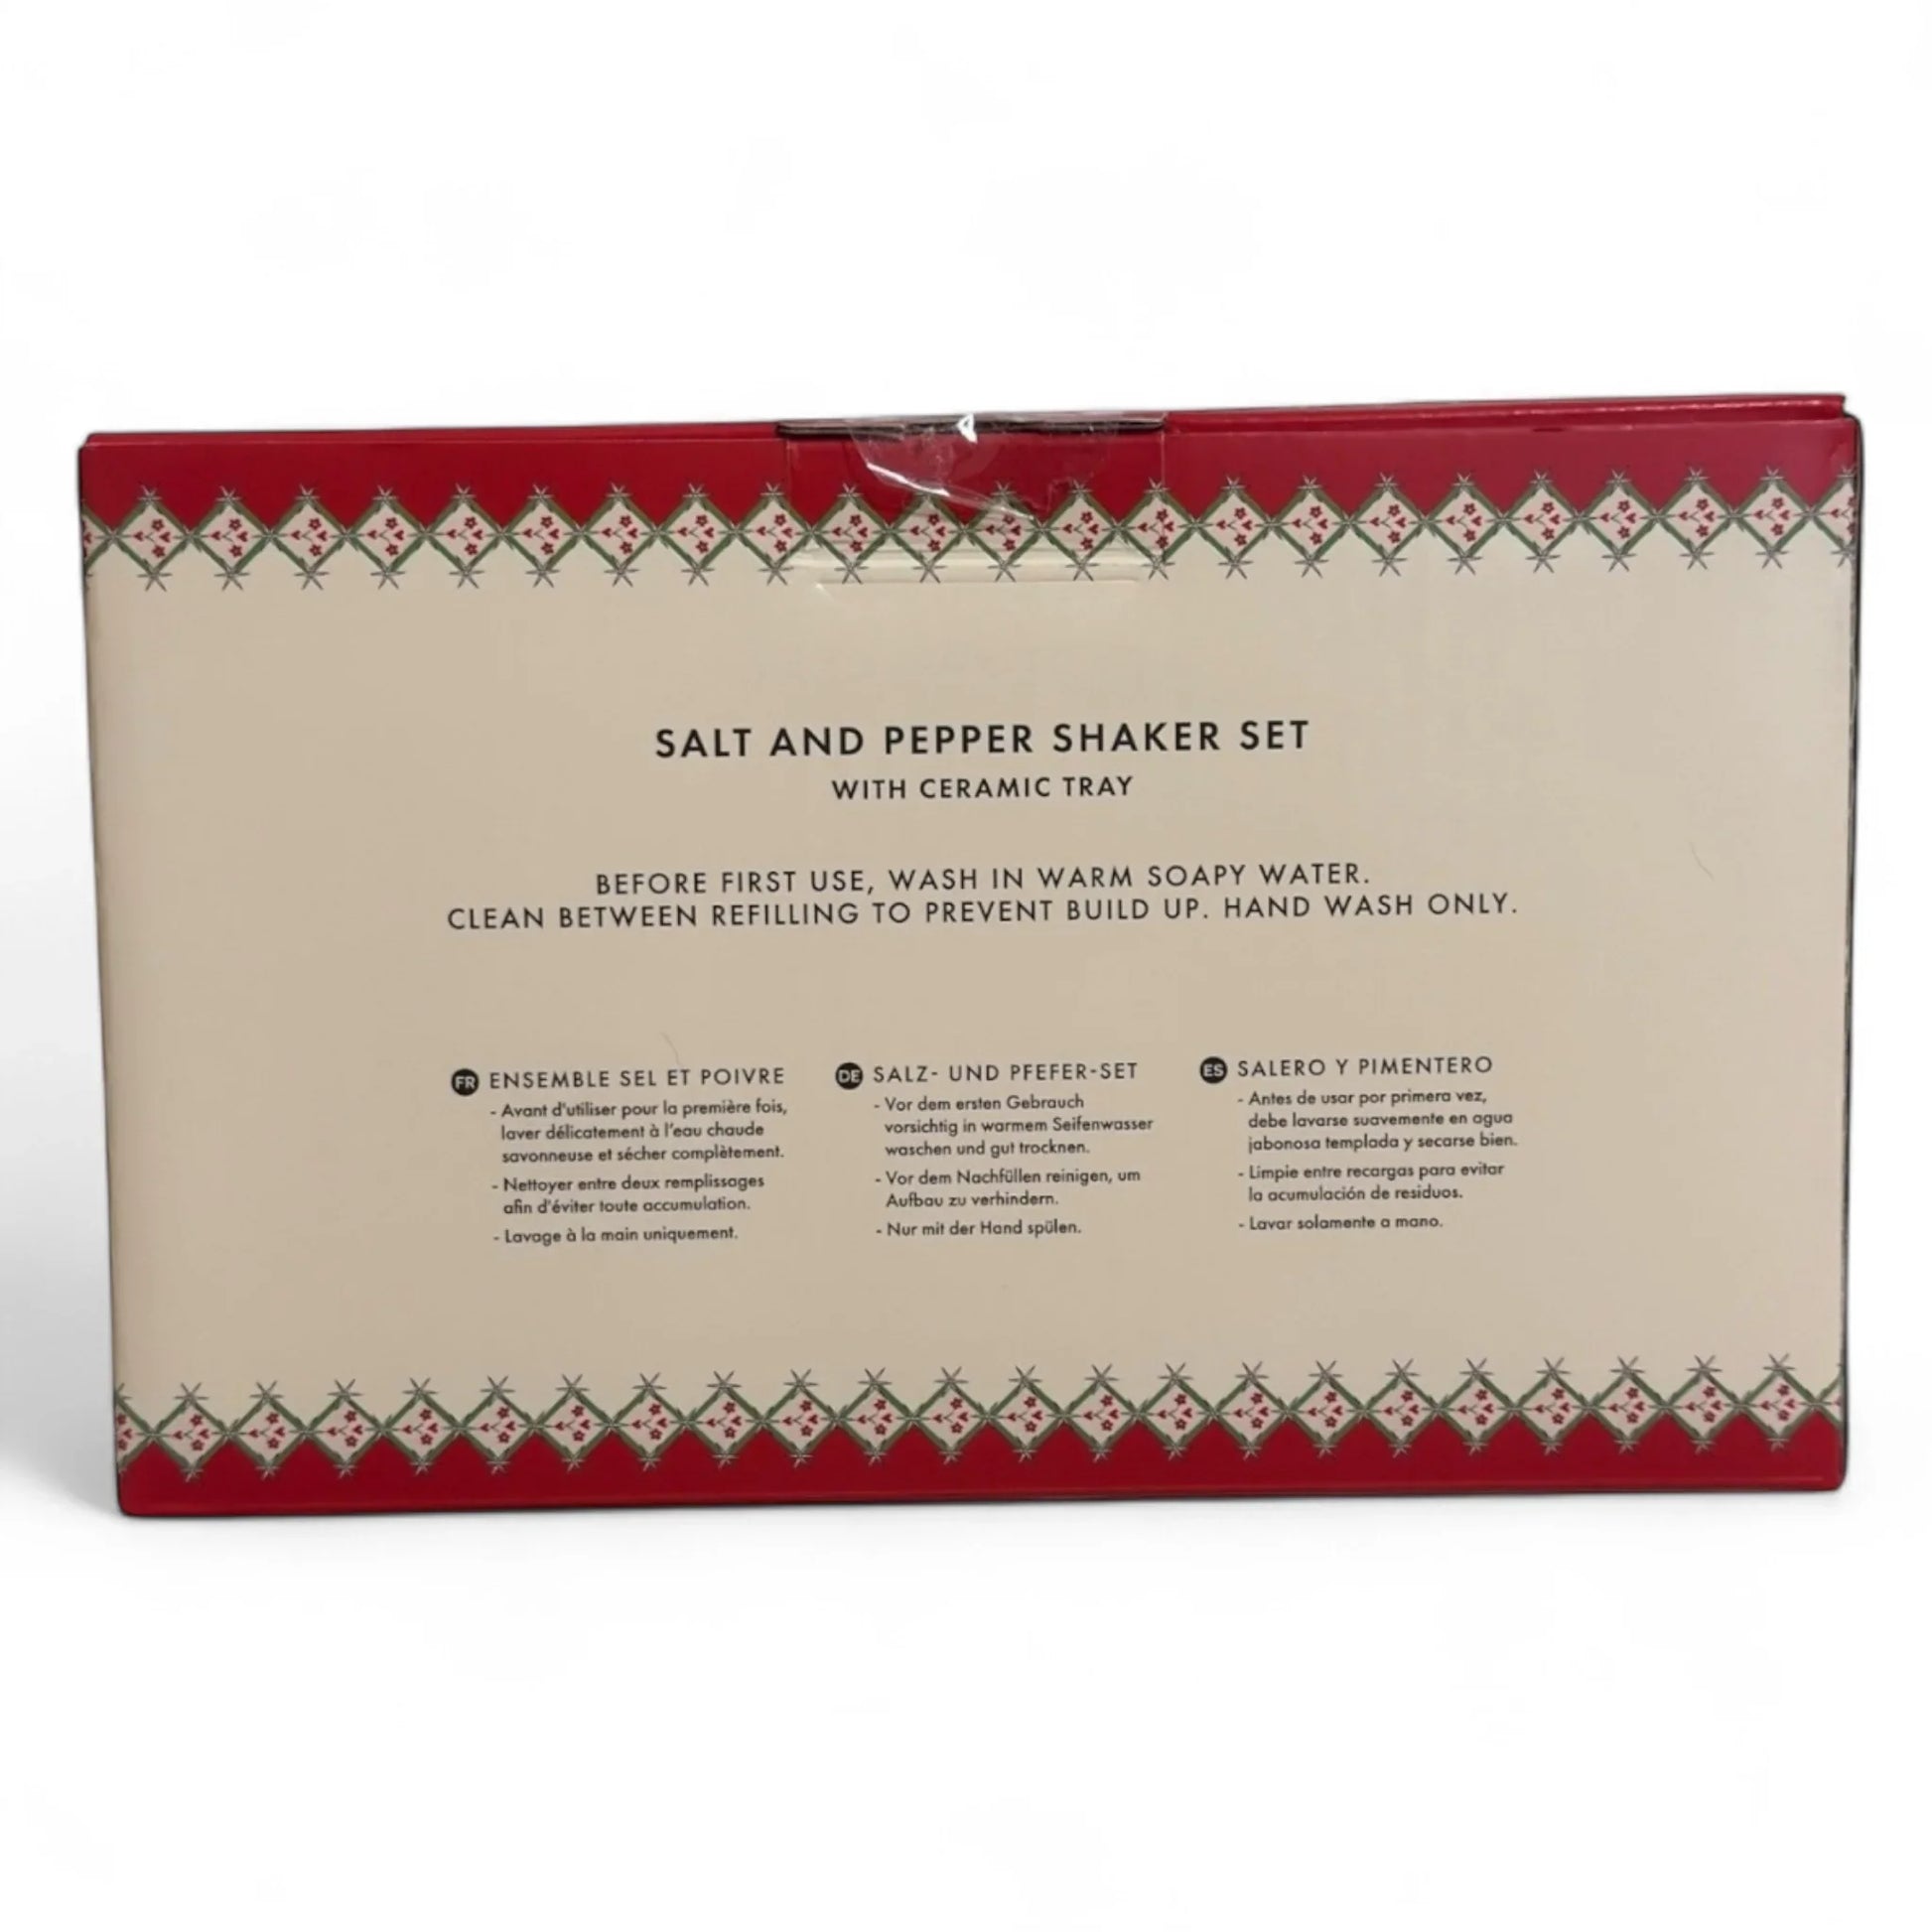 SALT AND PEPPER SHAKER SET
WITH CERAMIC TRAY
BEFORE FIRST USE, WASH IN WARM SOAPY WATER.
CLEAN BETWEEN REFILLING TO PREVENT BUILD UP. HAND WASH ONLY.
FR ENSEMBLE SEL ET POIVRE
- Avant d'utiliser pour la première fois,
laver délicatement à l'eau chaude
savonneuse et sécher complètement.
- Nettoyer entre deux remplissages
afin d'éviter toute accumulation.
- Lavage à la main uniquement.
DE SALZ- UND PFEFER-SET
- Vor dem ersten Gebrauch
vorsichtig in warmem Seifenwasser
waschen und gut trocknen.
- Vor dem Nachfüllen reinigen, um
Aufbau zu verhindern.
- Nur mit der Hand spülen.
ES SALERO Y PIMENTERO
- Antes de usar por primera vez,
debe lavarse suavemente en agua
jabonosa templada y secarse bien.
- Limpie entre recargas para evitar
la acumulación de residuos.
- Lavar solamente a mano.